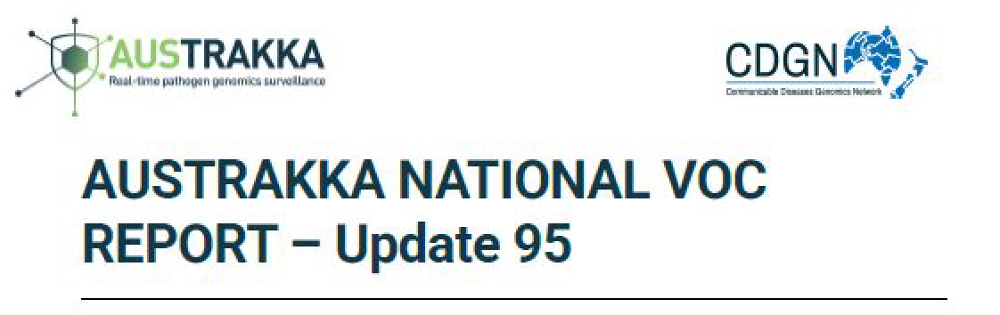 AUSTRAKKA
Real-time pathogen genomics surveillance
CDGN
Communicable Diseases Genomics Network
AUSTRAKKA NATIONAL VOC
REPORT – Update 95